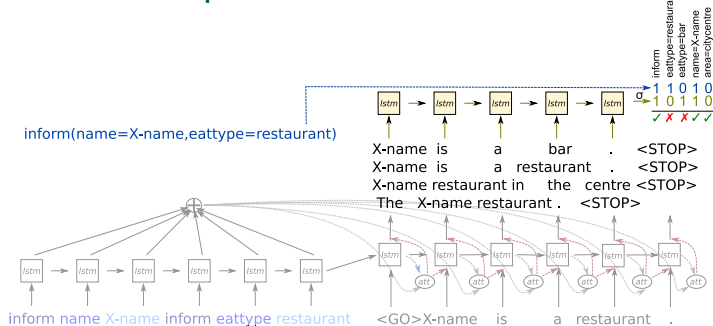 inform
eattype=restaura
eattype=bar
name=X-name
area=citycentre
1 1 0 1 0
1 0 1 1 0
✓ ✗ ✗ ✓ ✓
σ
lstm lstm lstm lstm lstm
inform(name=X-name,eattype=restaurant)
X-name is a bar . <STOP>
X-name is a restaurant . <STOP>
X-name restaurant in the centre <STOP>
The X-name restaurant . <STOP>
lstm lstm lstm lstm lstm lstm lstm lstm lstm lstm lstm lstm
att att att att att att
inform name X-name inform eattype restaurant <GO> X-name is a restaurant .